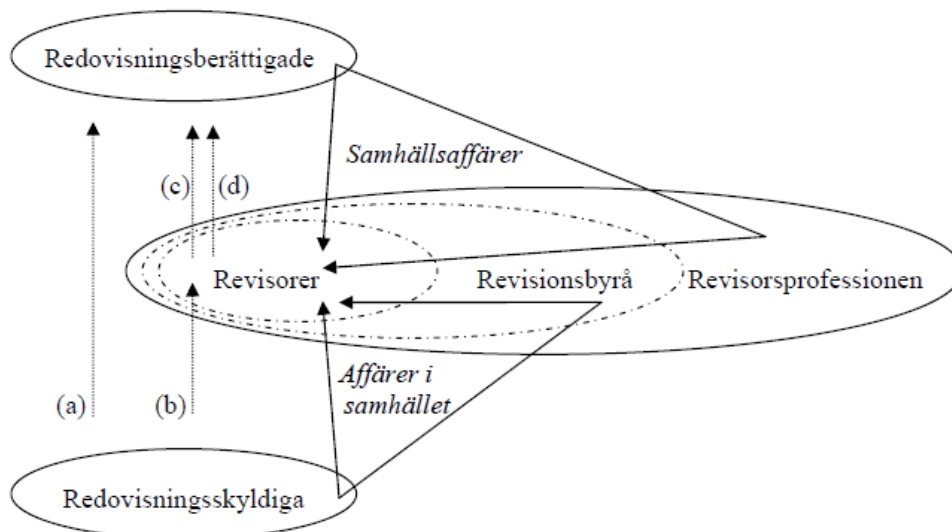 Redovisningsberättigade
Samhällsaffärer
(c) (d)
Revisorer Revisionsbyrå Revisorsprofessionen
Affärer i
samhället
(a) (b)
Redovisningsskyldiga